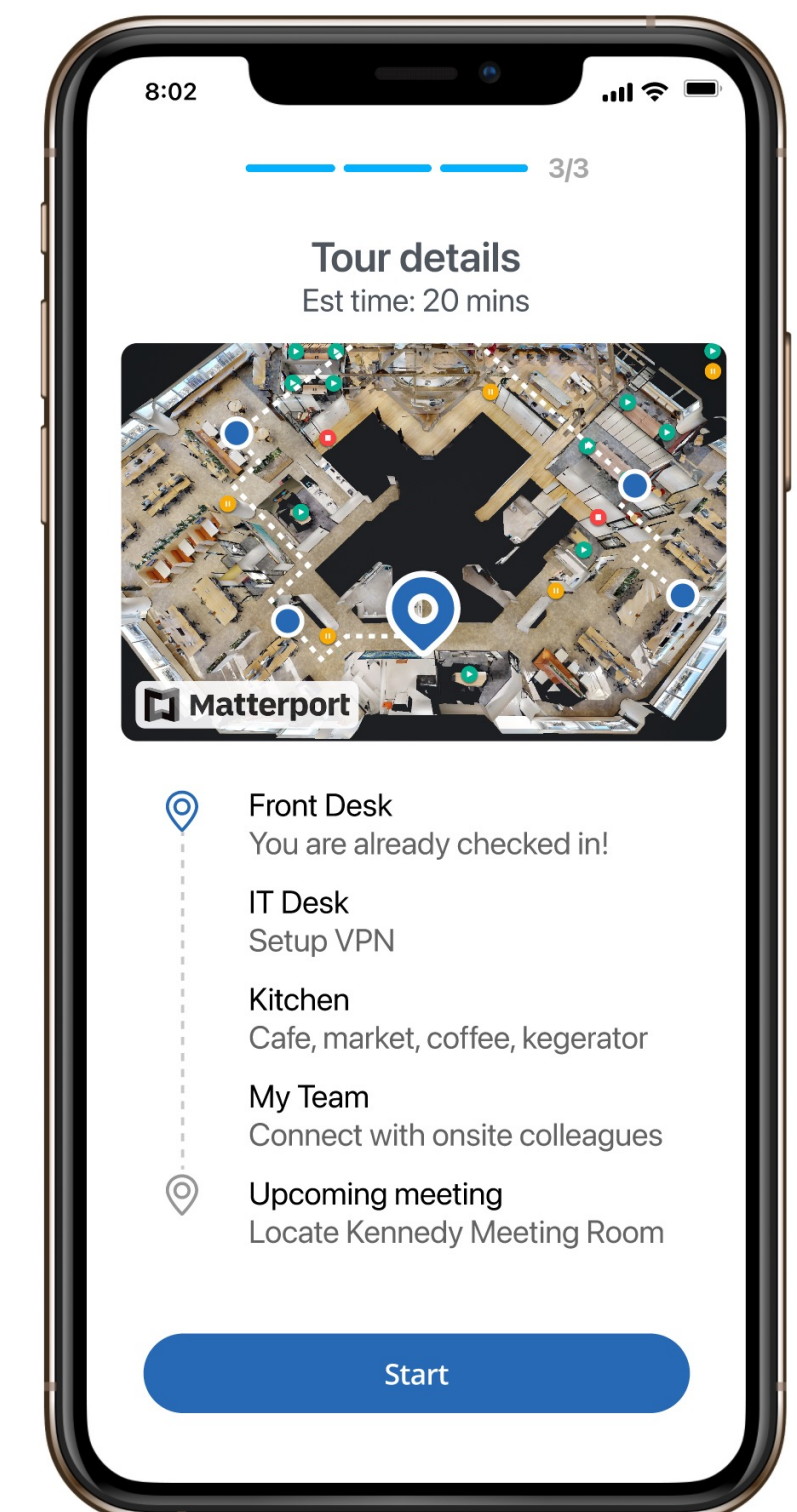 8:02
3/3
Tour details
Est time: 20 mins
Matterport
Front Desk
You are already checked in!
IT Desk
Setup VPN
Kitchen
Cafe, market, coffee, kegerator
My Team
Connect with onsite colleagues
Upcoming meeting
Locate Kennedy Meeting Room
Start